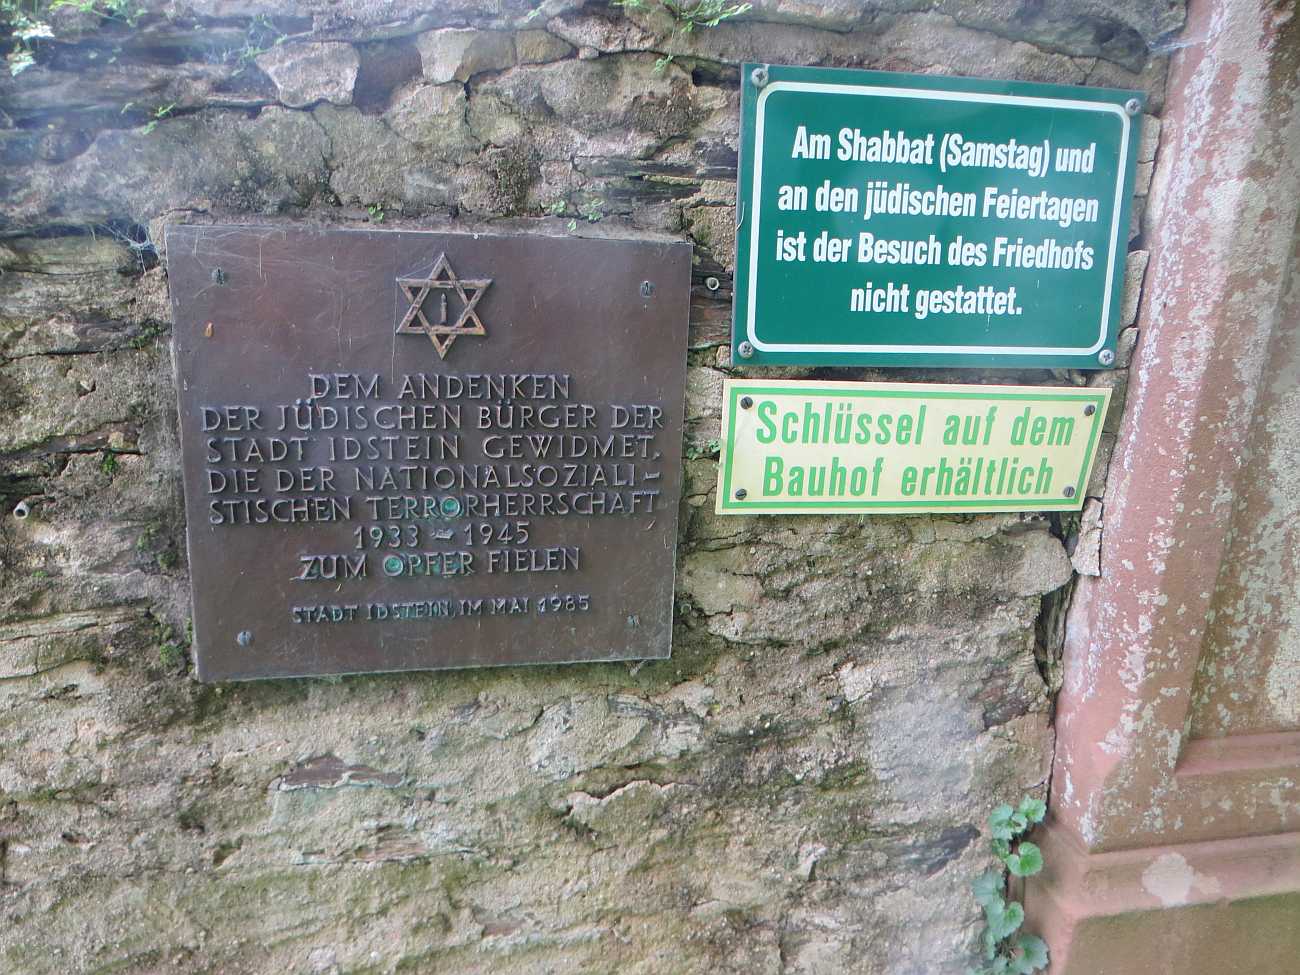 DEM ANDENKEN
DER JÜDISCHEN BÜRGER DER
STADT IDSTEIN GEWIDMET,
DIE DER NATIONALSOZIALI-
STISCHEN TERRORHERRSCHAFT
1933 - 1945
ZUM OPFER FIELEN
STADT IDSTEIN, IM MAI 1985
Am Shabbat (Samstag) und
an den jüdischen Feiertagen
ist der Besuch des Friedhofs
nicht gestattet.
Schlüssel auf dem
Bauhof erhältlich